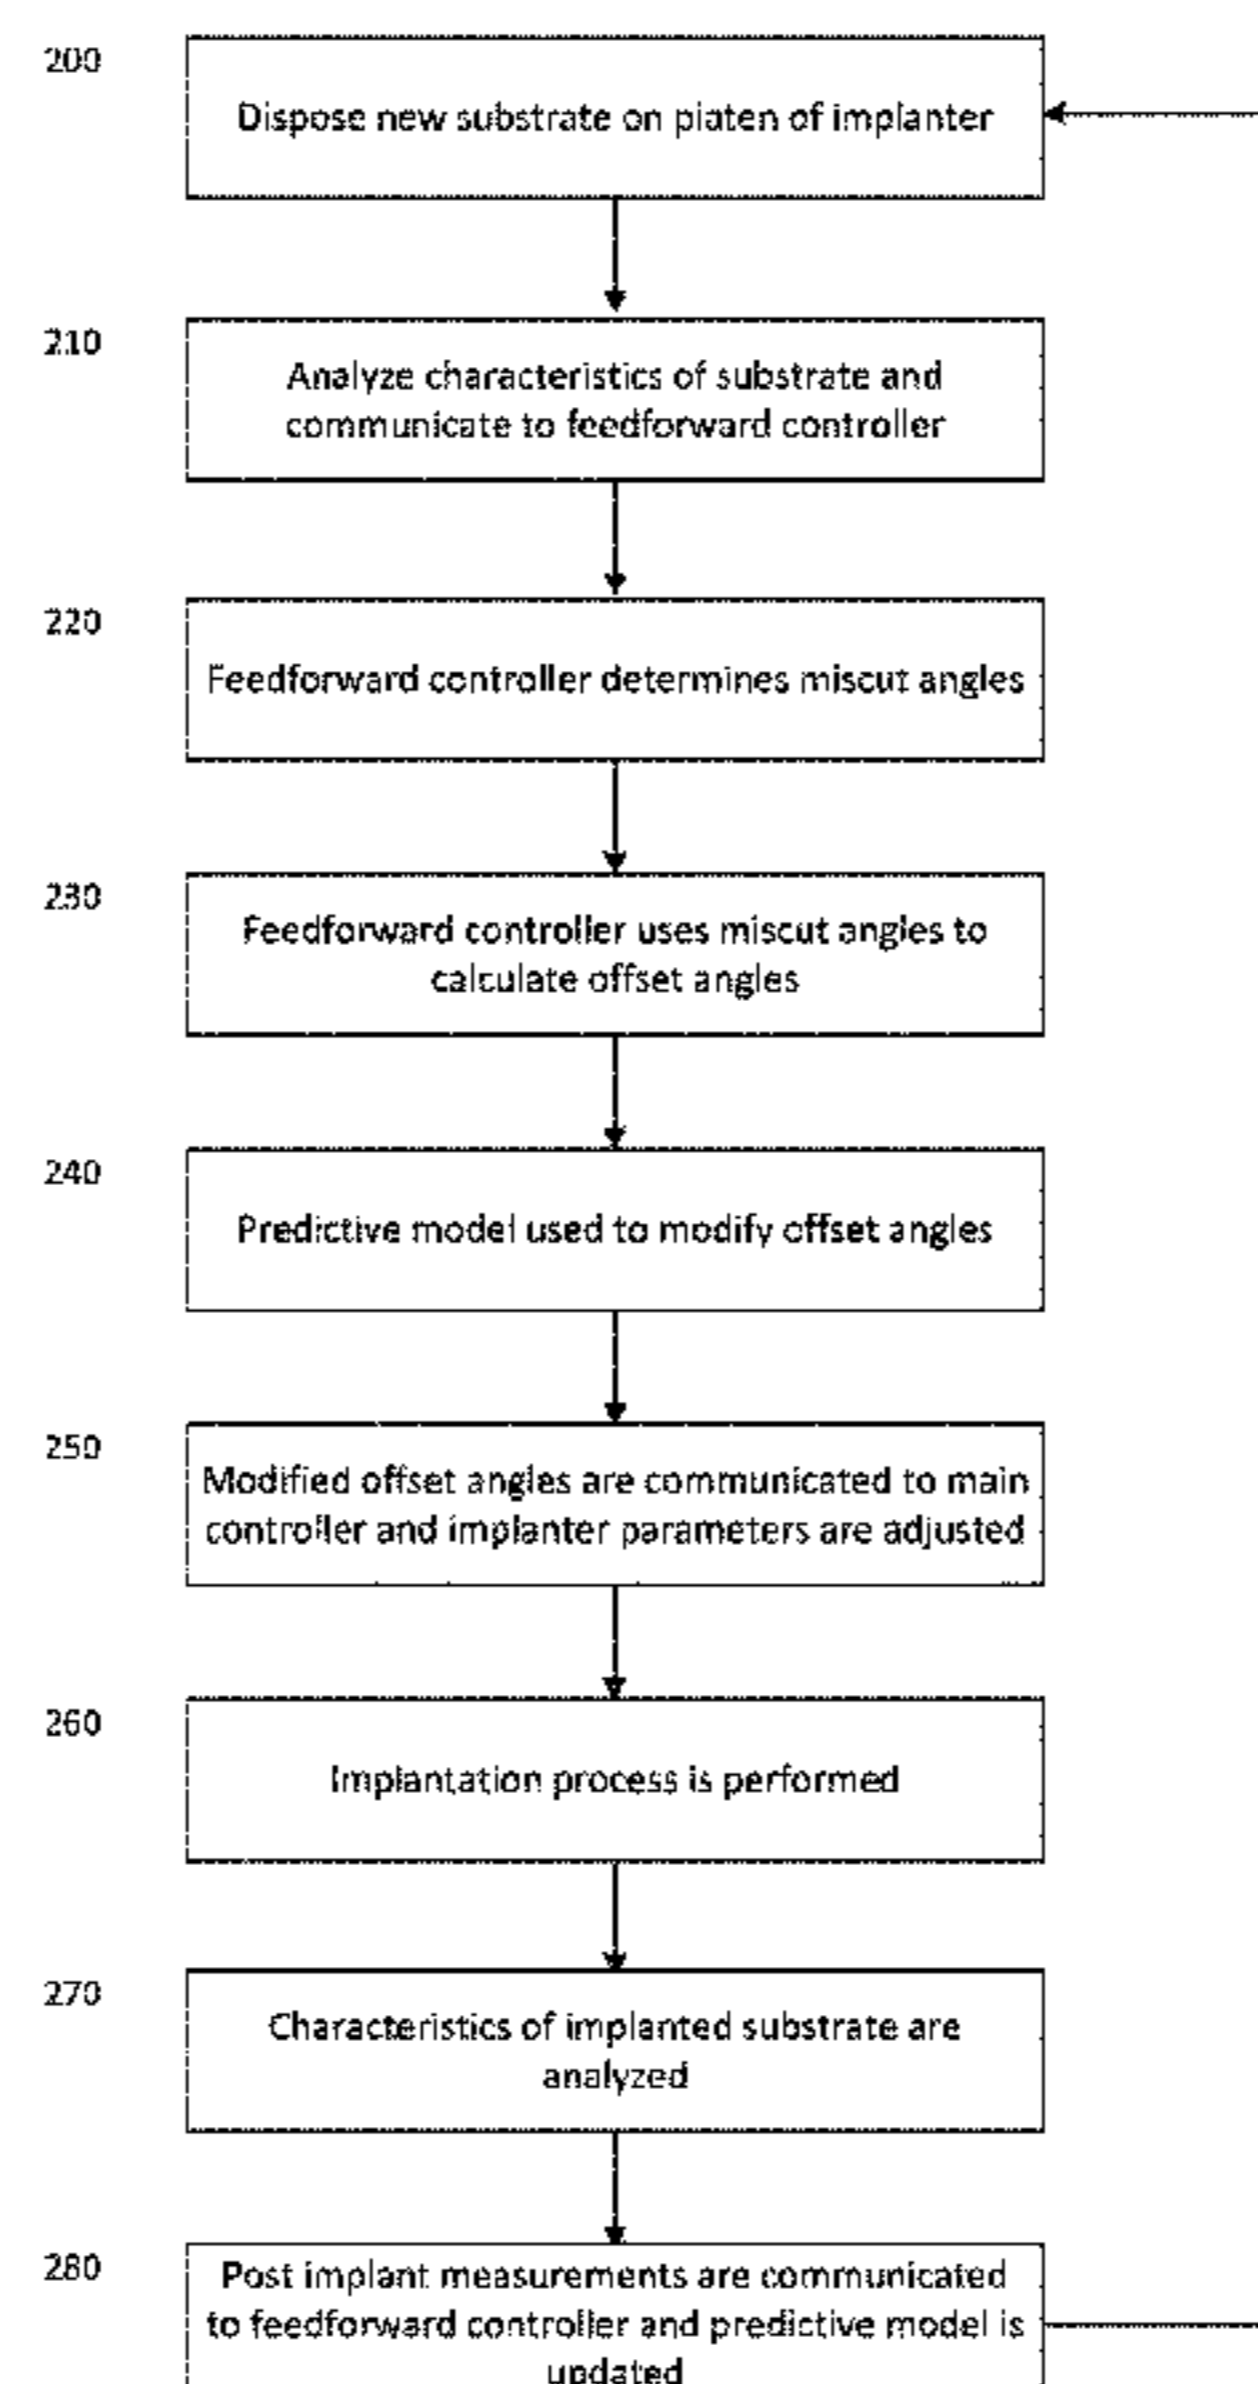 200
Dispose new substrate on platen of implanter
210
Analyze characteristics of substrate and
communicate to feedforward controller
220
Feedforward controller determines miscut angles
230
Feedforward controller uses miscut angles to
calculate offset angles
240
Predictive model used to modify offset angles
250
Modified offset angles are communicated to main
controller and implanter parameters are adjusted
260
Implantation process is performed
270
Characteristics of implanted substrate are
analyzed
280
Post implant measurements are communicated
to feedforward controller and predictive model is
updated